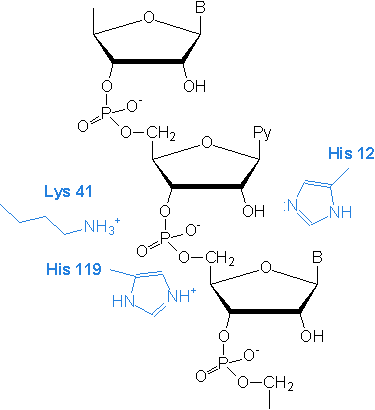 B
O
O OH
P O⁻
O O CH₂
O Py
Lys 41 His 12
O OH :N NH
NH₃⁺ P O⁻
O O CH₂
His 119 O B
HN NH⁺
O OH
P O⁻
O O CH₂